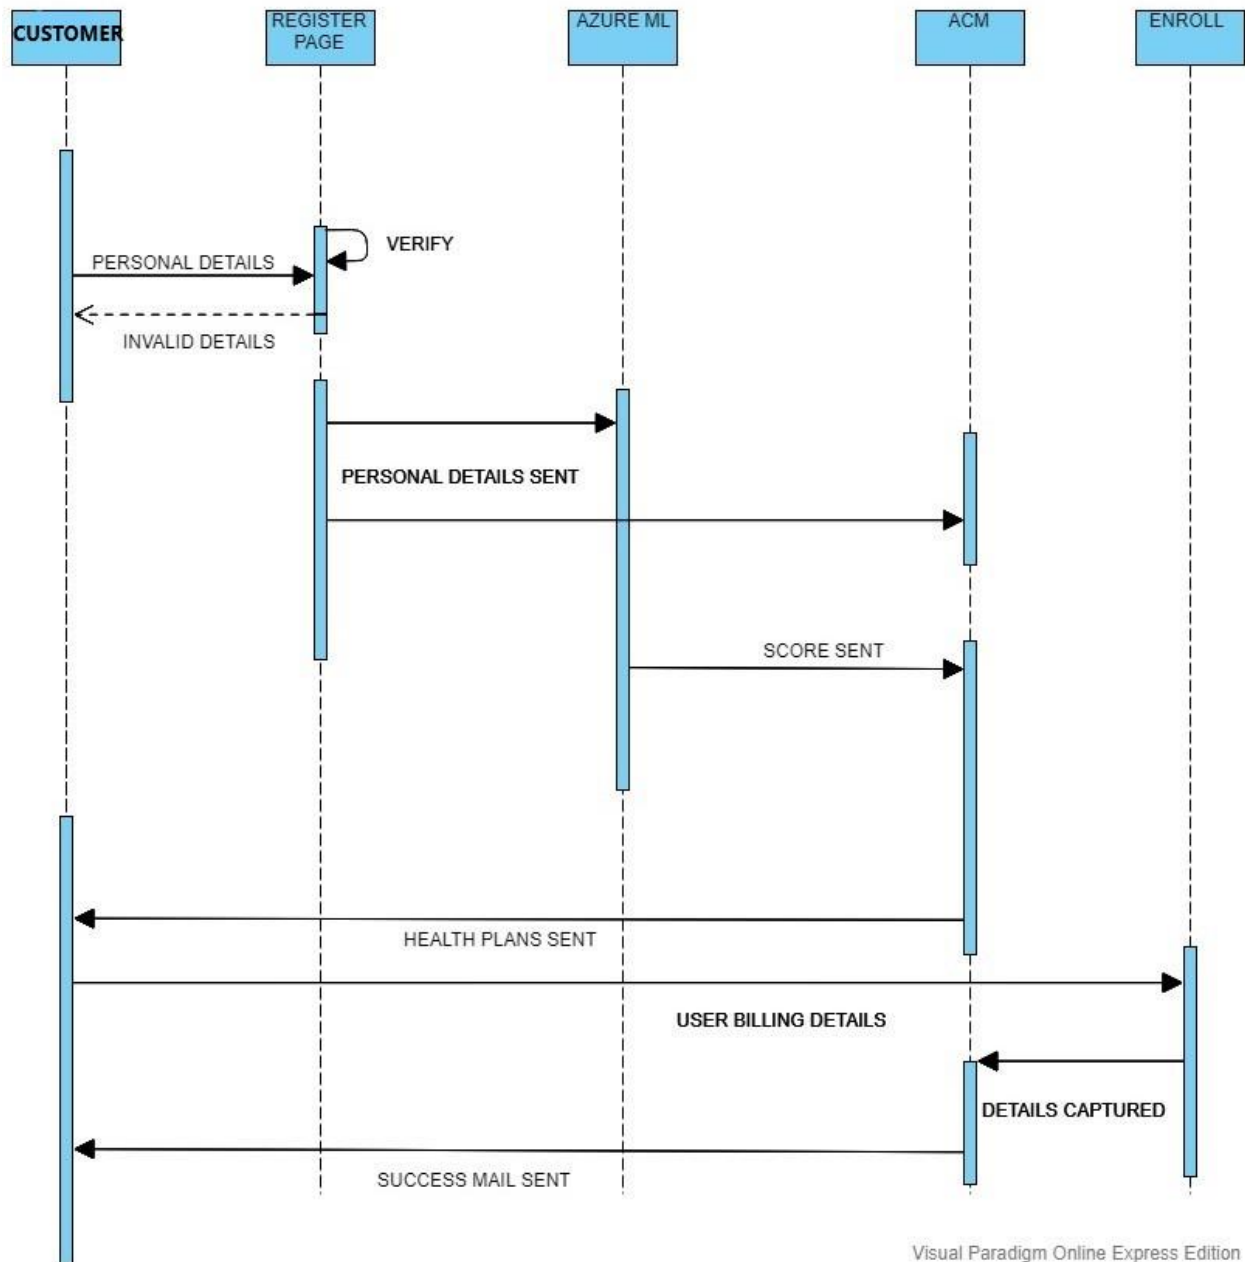 CUSTOMER
REGISTER
PAGE
AZURE ML
ACM
ENROLL
VERIFY
PERSONAL DETAILS
INVALID DETAILS
PERSONAL DETAILS SENT
SCORE SENT
HEALTH PLANS SENT
USER BILLING DETAILS
DETAILS CAPTURED
SUCCESS MAIL SENT
Visual Paradigm Online Express Edition